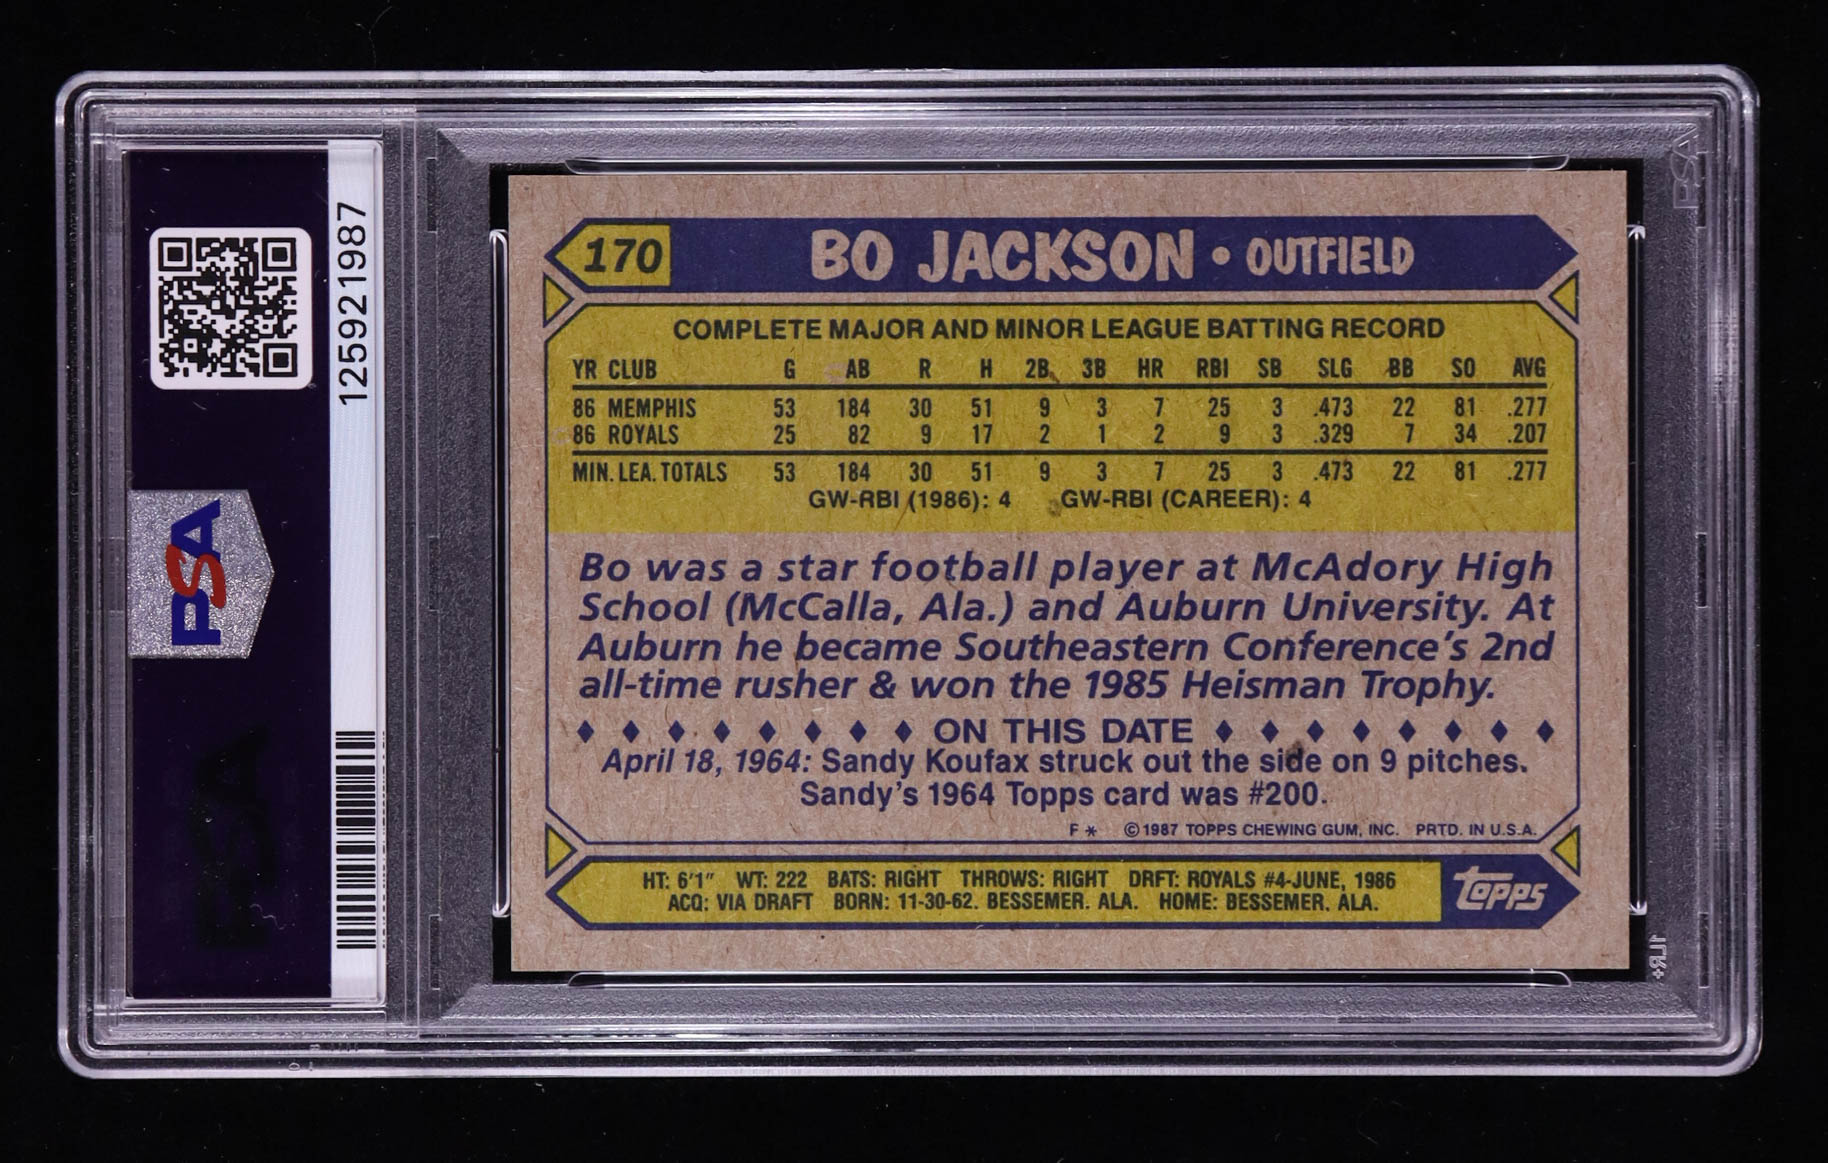 125921987
PSA
170 BO JACKSON • OUTFIELD
COMPLETE MAJOR AND MINOR LEAGUE BATTING RECORD
YR CLUB G AB R H 2B 3B HR RBI SB SLG BB SO AVG
86 MEMPHIS 53 184 30 51 9 3 7 25 3 .473 22 81 .277
86 ROYALS 25 82 9 17 2 1 2 9 3 .329 7 34 .207
MIN. LEA. TOTALS 53 184 30 51 9 3 7 25 3 .473 22 81 .277
GW-RBI (1986): 4 GW-RBI (CAREER): 4
Bo was a star football player at McAdory High
School (McCalla, Ala.) and Auburn University. At
Auburn he became Southeastern Conference's 2nd
all-time rusher & won the 1985 Heisman Trophy.
♦ ♦ ♦ ♦ ♦ ♦ ♦ ♦ ON THIS DATE ♦ ♦ ♦ ♦ ♦ ♦ ♦ ♦
April 18, 1964: Sandy Koufax struck out the side on 9 pitches.
Sandy's 1964 Topps card was #200.
F * © 1987 TOPPS CHEWING GUM, INC. PRTD. IN U.S.A.
HT: 6'1" WT: 222 BATS: RIGHT THROWS: RIGHT DRFT: ROYALS #4-JUNE, 1986
ACQ: VIA DRAFT BORN: 11-30-62. BESSEMER. ALA. HOME: BESSEMER. ALA.
topps
PSA
PSA
1LR+